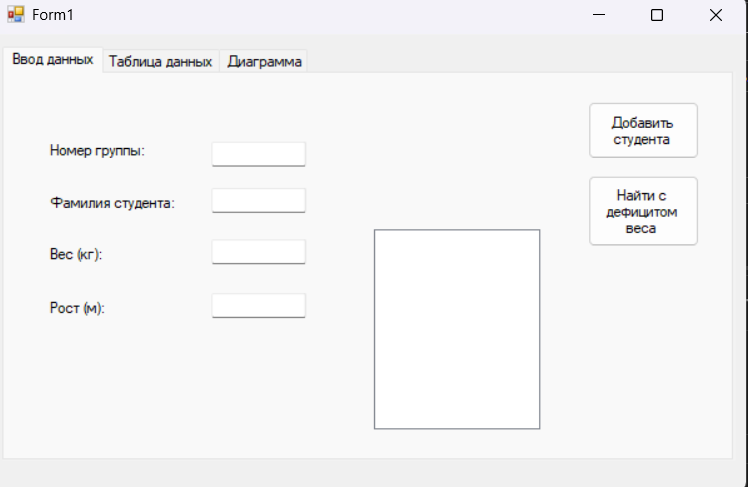 Form1
Ввод данных Таблица данных Диаграмма
Номер группы:
Фамилия студента:
Вес (кг):
Рост (м):
Добавить
студента
Найти с
дефицитом
веса